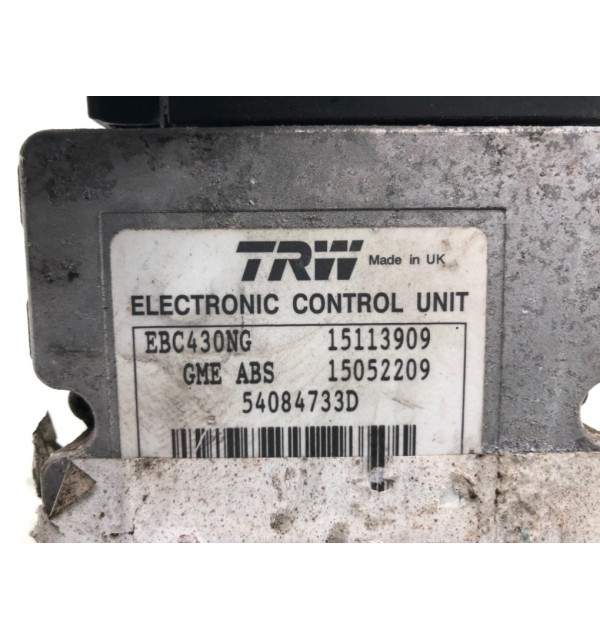 TRW Made in UK
ELECTRONIC CONTROL UNIT
EBC430NG 15113909
GME ABS 15052209
54084733D